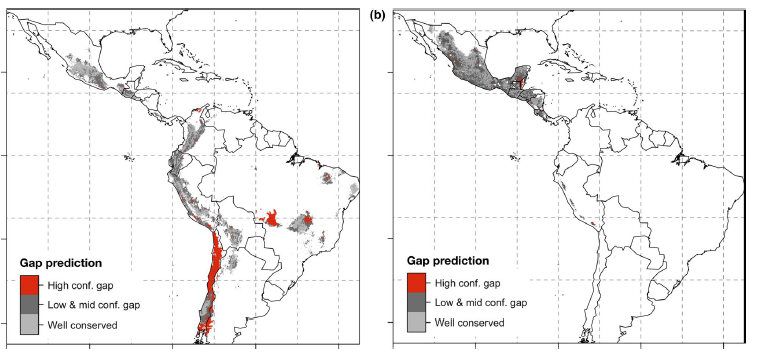 Gap prediction
High conf. gap
Low & mid conf. gap
Well conserved
(b)
Gap prediction
High conf. gap
Low & mid conf. gap
Well conserved